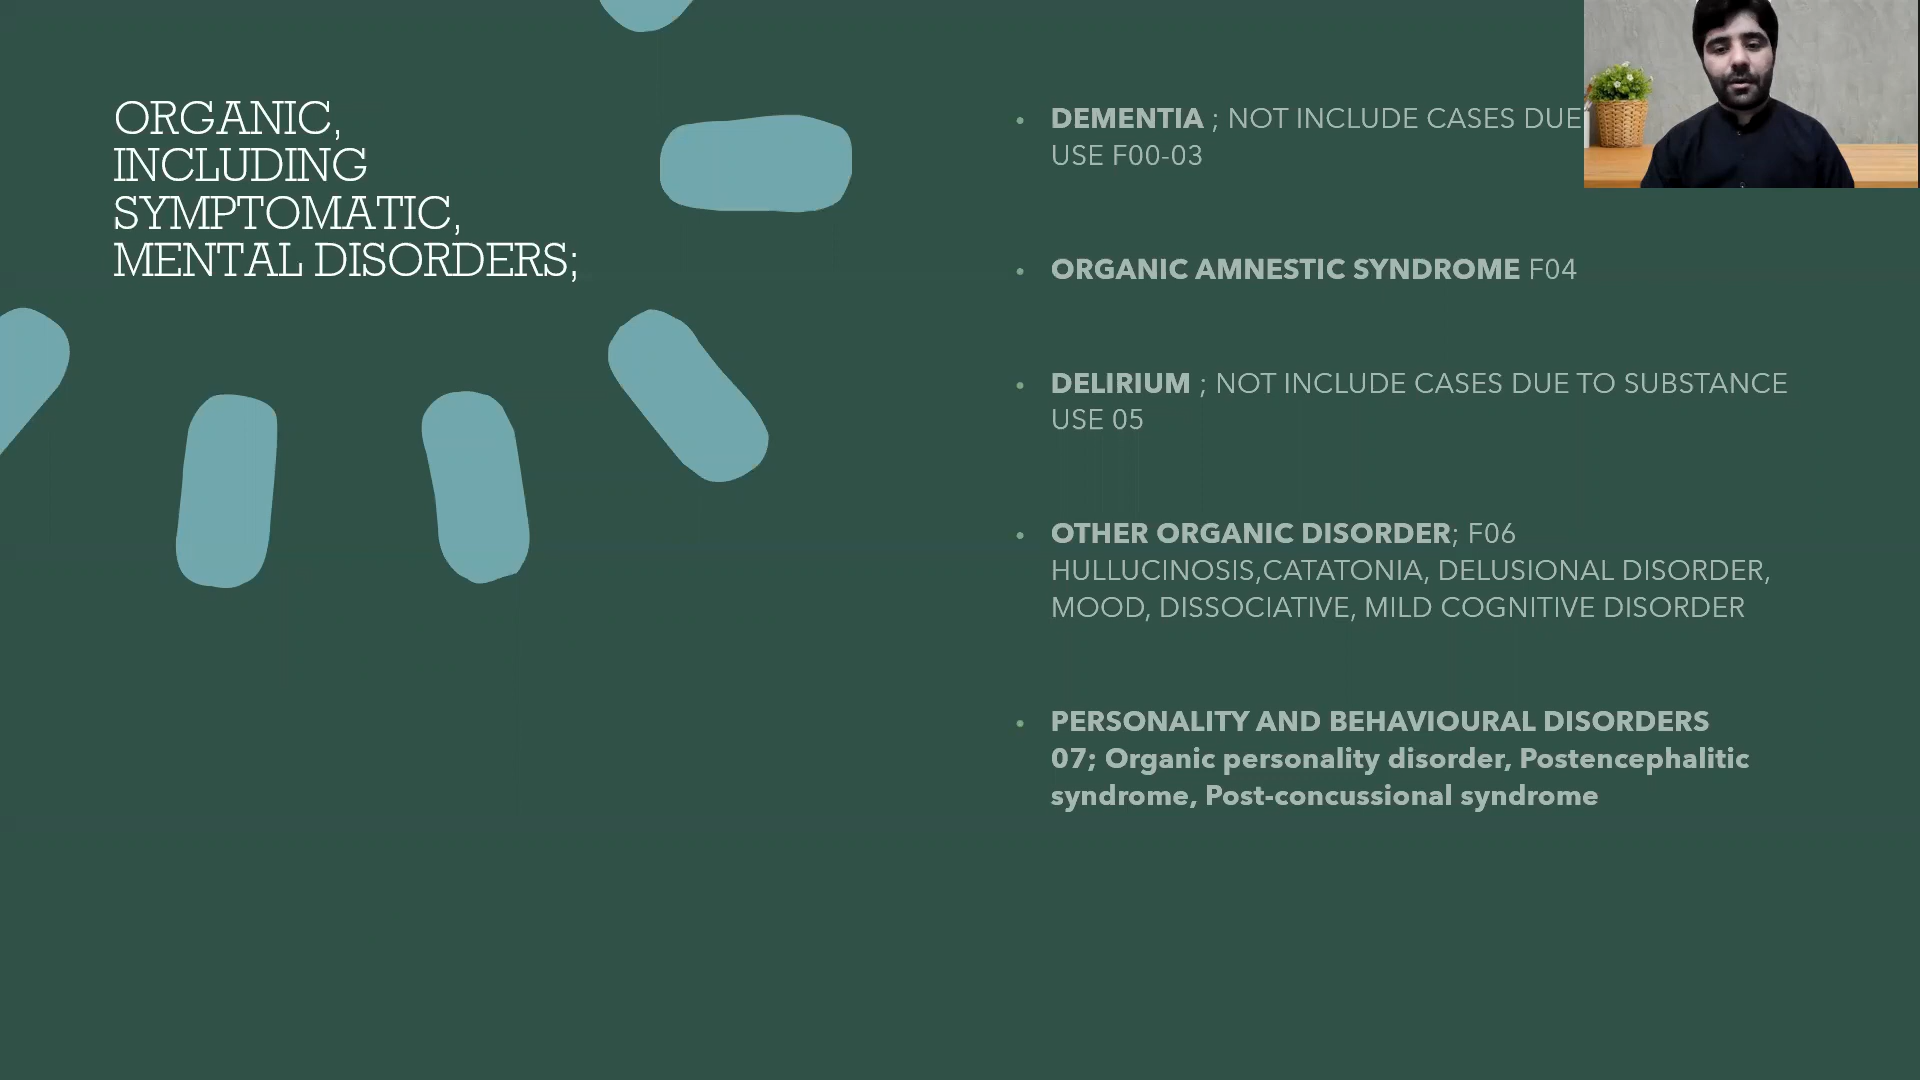 ORGANIC,
INCLUDING
SYMPTOMATIC,
MENTAL DISORDERS;
• DEMENTIA ; NOT INCLUDE CASES DUE
USE F00-03
• ORGANIC AMNESTIC SYNDROME F04
• DELIRIUM ; NOT INCLUDE CASES DUE TO SUBSTANCE
USE 05
• OTHER ORGANIC DISORDER; F06
HULLUCINOSIS,CATATONIA, DELUSIONAL DISORDER,
MOOD, DISSOCIATIVE, MILD COGNITIVE DISORDER
• PERSONALITY AND BEHAVIOURAL DISORDERS
07; Organic personality disorder, Postencephalitic
syndrome, Post-concussional syndrome